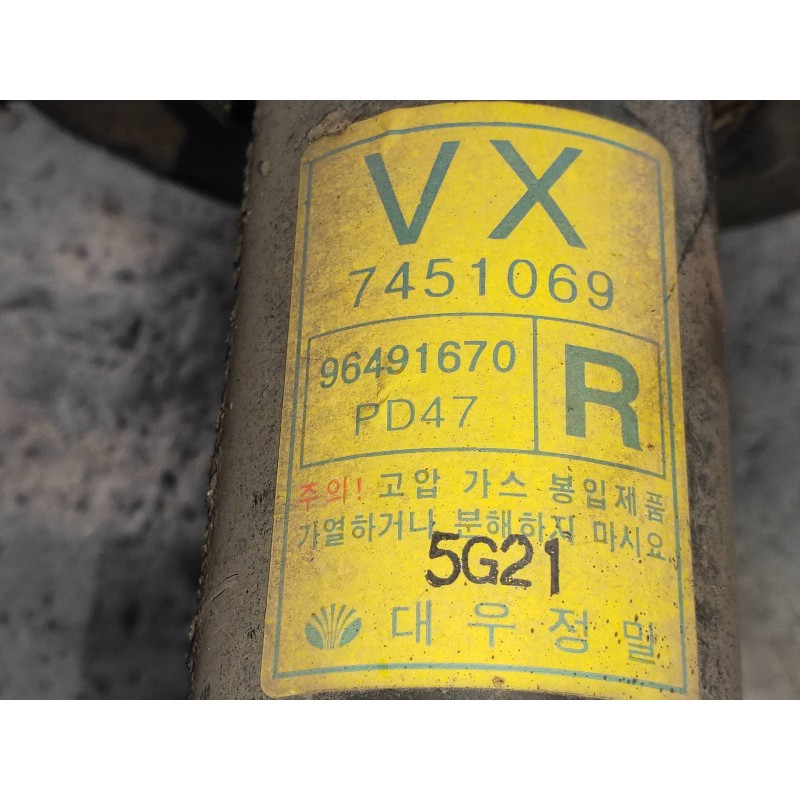 VX
7451069
96491670
PD47
R
주의! 고압 가스 봉입제품
가열하거나 분해하지 마시요
5G21
대우정밀